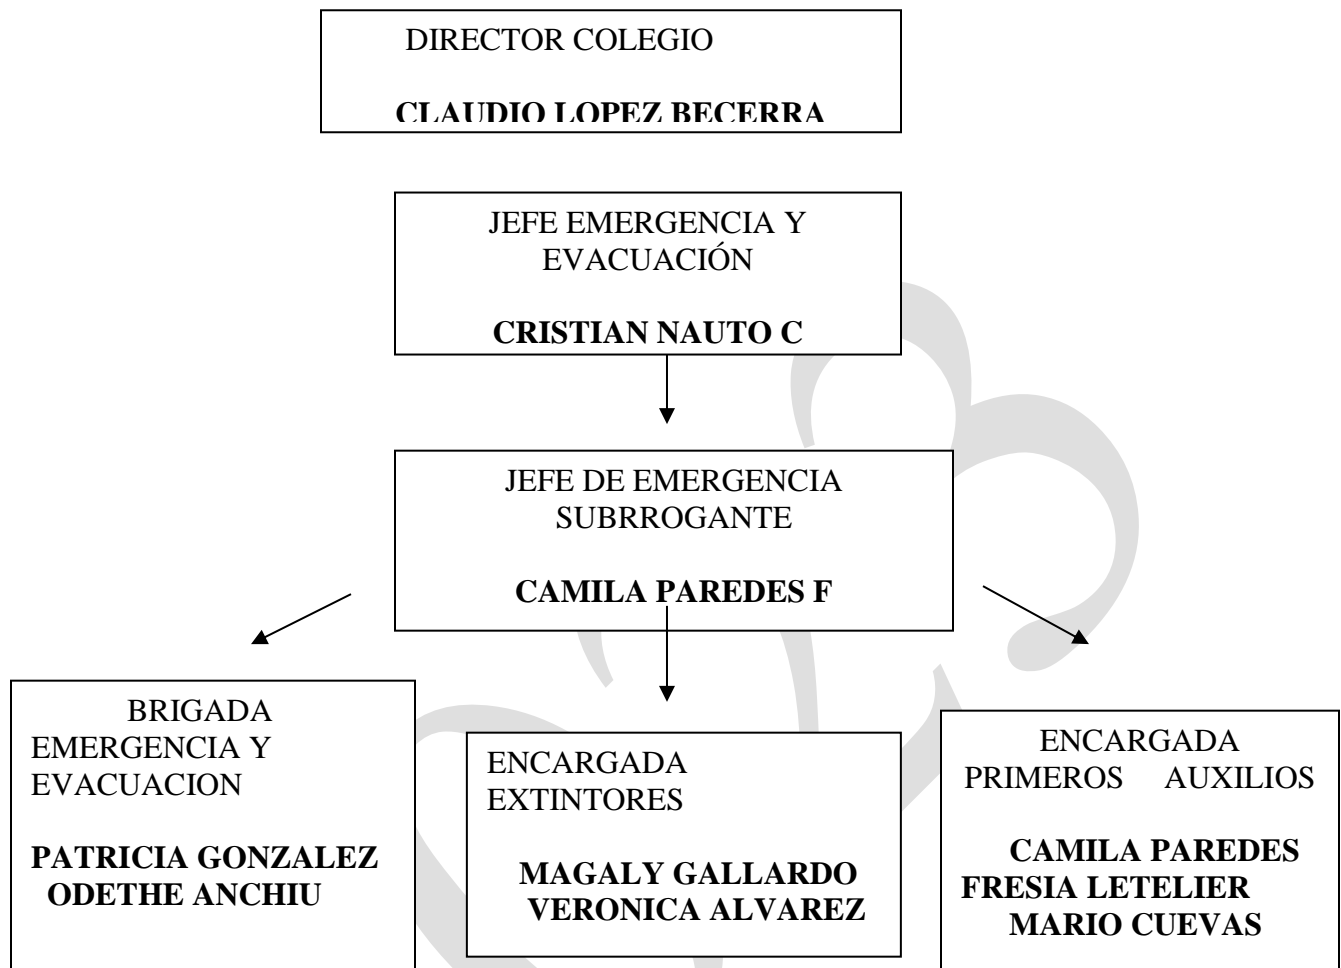 DIRECTOR COLEGIO
CLAUDIO LOPEZ BECERRA
JEFE EMERGENCIA Y
EVACUACIÓN
CRISTIAN NAUTO C
JEFE DE EMERGENCIA
SUBRROGANTE
CAMILA PAREDES F
BRIGADA
EMERGENCIA Y
EVACUACION
PATRICIA GONZALEZ
ODETHE ANCHIU
ENCARGADA
EXTINTORES
MAGALY GALLARDO
VERONICA ALVAREZ
ENCARGADA
PRIMEROS AUXILIOS
CAMILA PAREDES
FRESIA LETELIER
MARIO CUEVAS